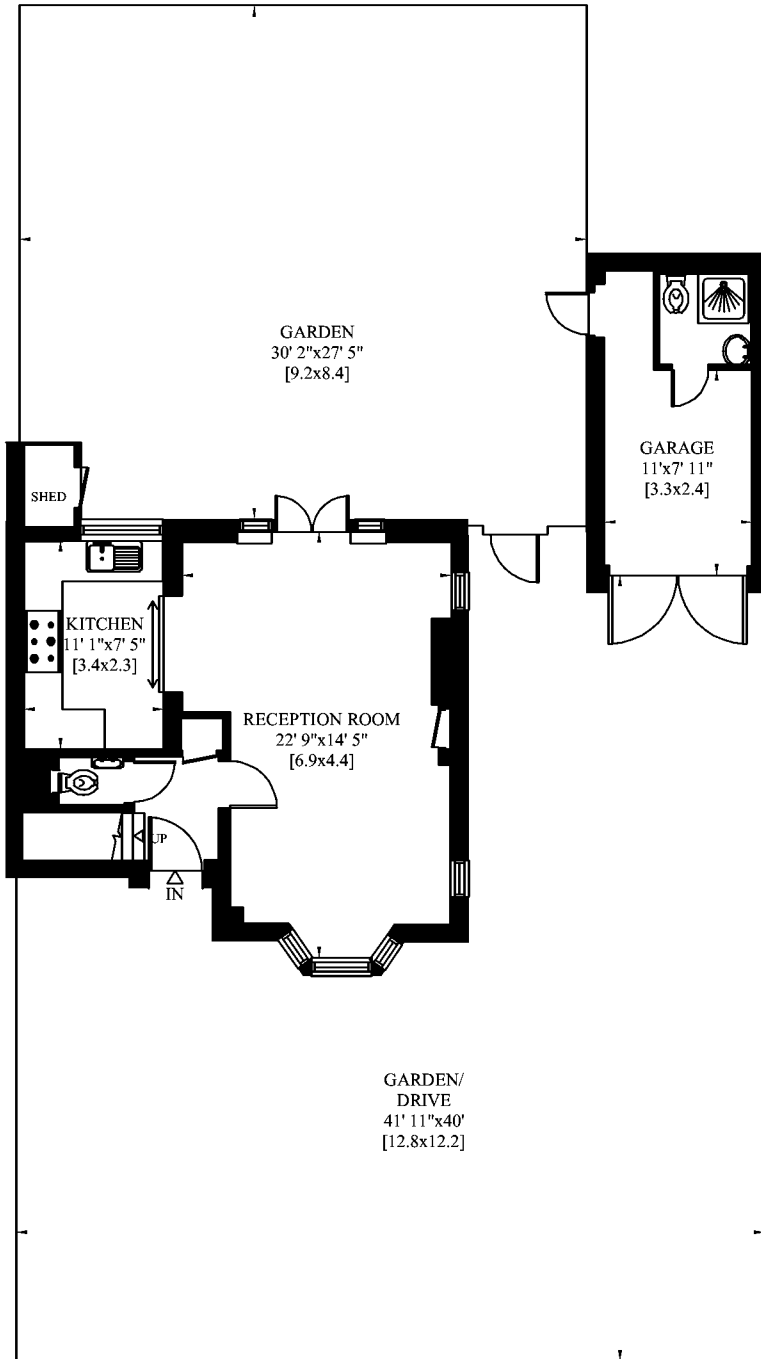 GARDEN
30' 2"x27' 5"
[9.2x8.4]
GARAGE
11'x7' 11"
[3.3x2.4]
SHED
KITCHEN
11' 1"x7' 5"
[3.4x2.3]
RECEPTION ROOM
22' 9"x14' 5"
[6.9x4.4]
UP
IN
GARDEN/
DRIVE
41' 11"x40'
[12.8x12.2]